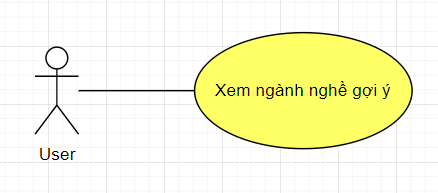 Xem ngành nghề gợi ý
User